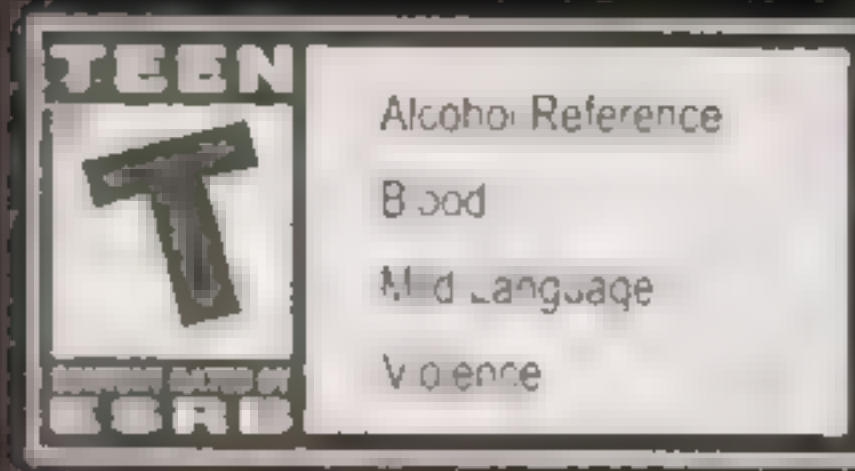 TEEN
T
Alcohol Reference
Blood
Mild Language
Violence
ESRB